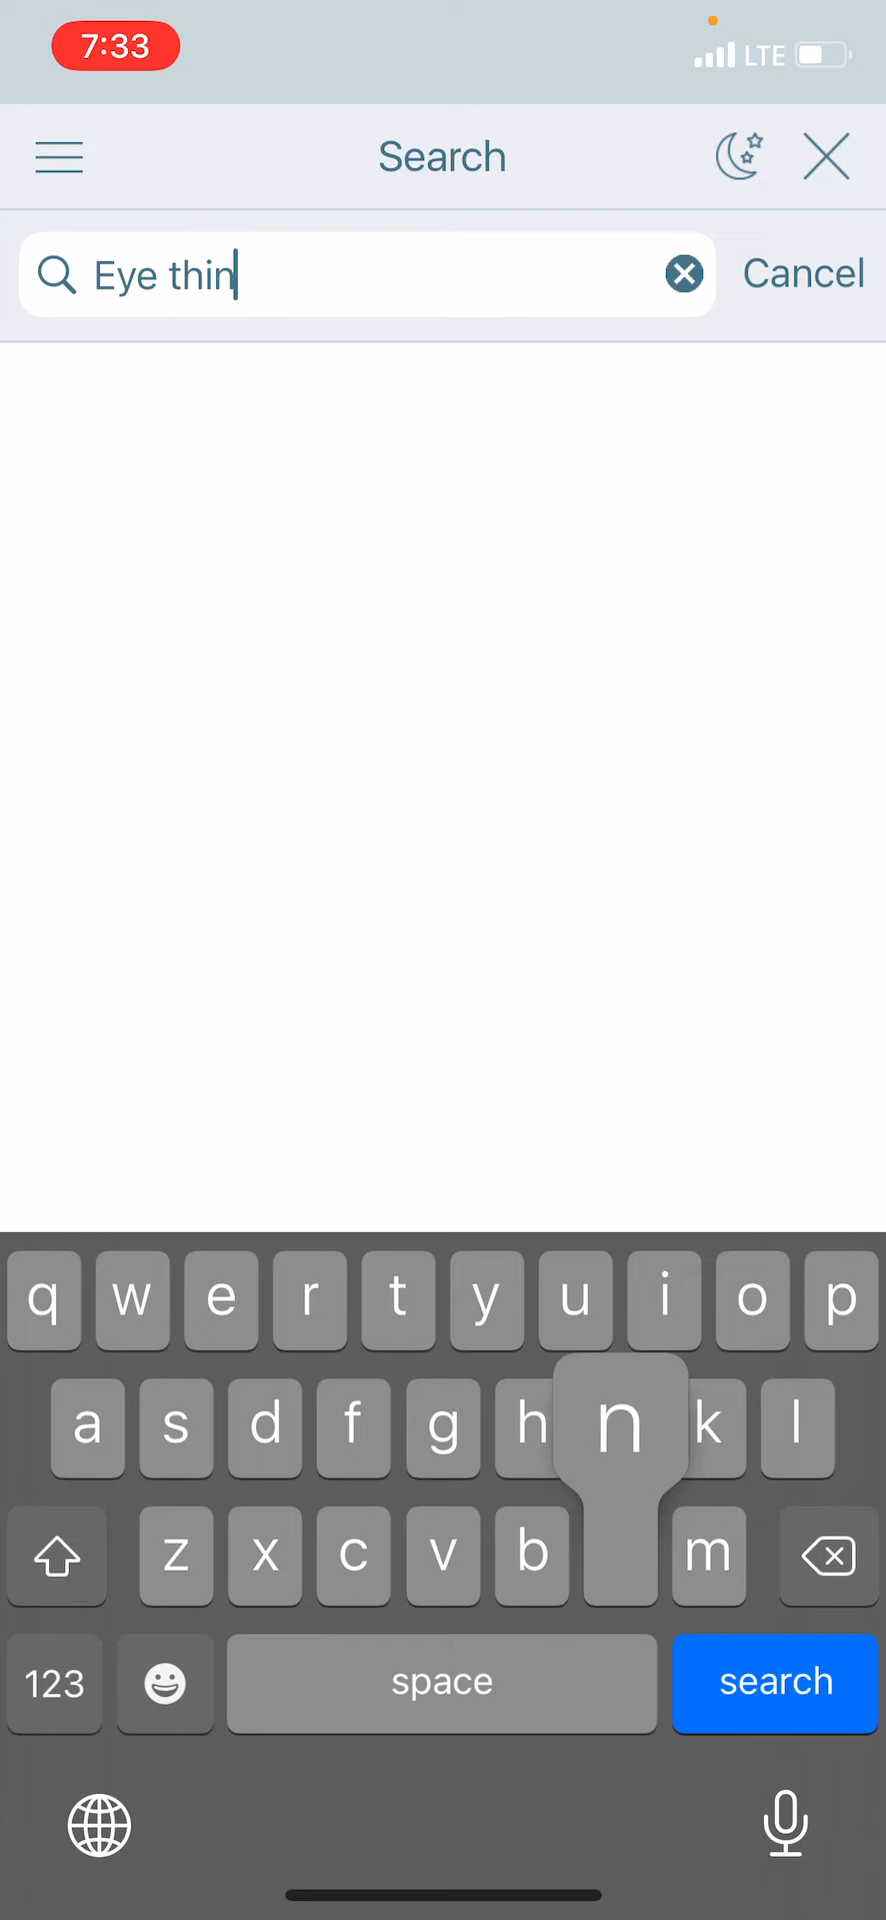 7:33
LTE
Search
Eye thin
Cancel
q w e r t y u i o p
a s d f g h n k l
z x c v b m
123 space search